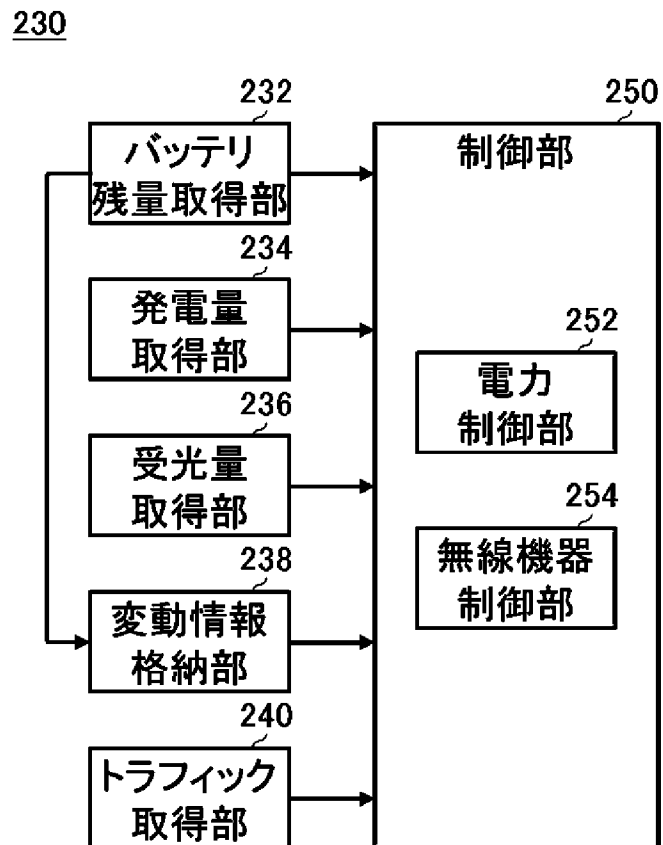 230
232
バッテリ
残量取得部
234
発電量
取得部
236
受光量
取得部
238
変動情報
格納部
240
トラフィック
取得部
250
制御部
252
電力
制御部
254
無線機器
制御部